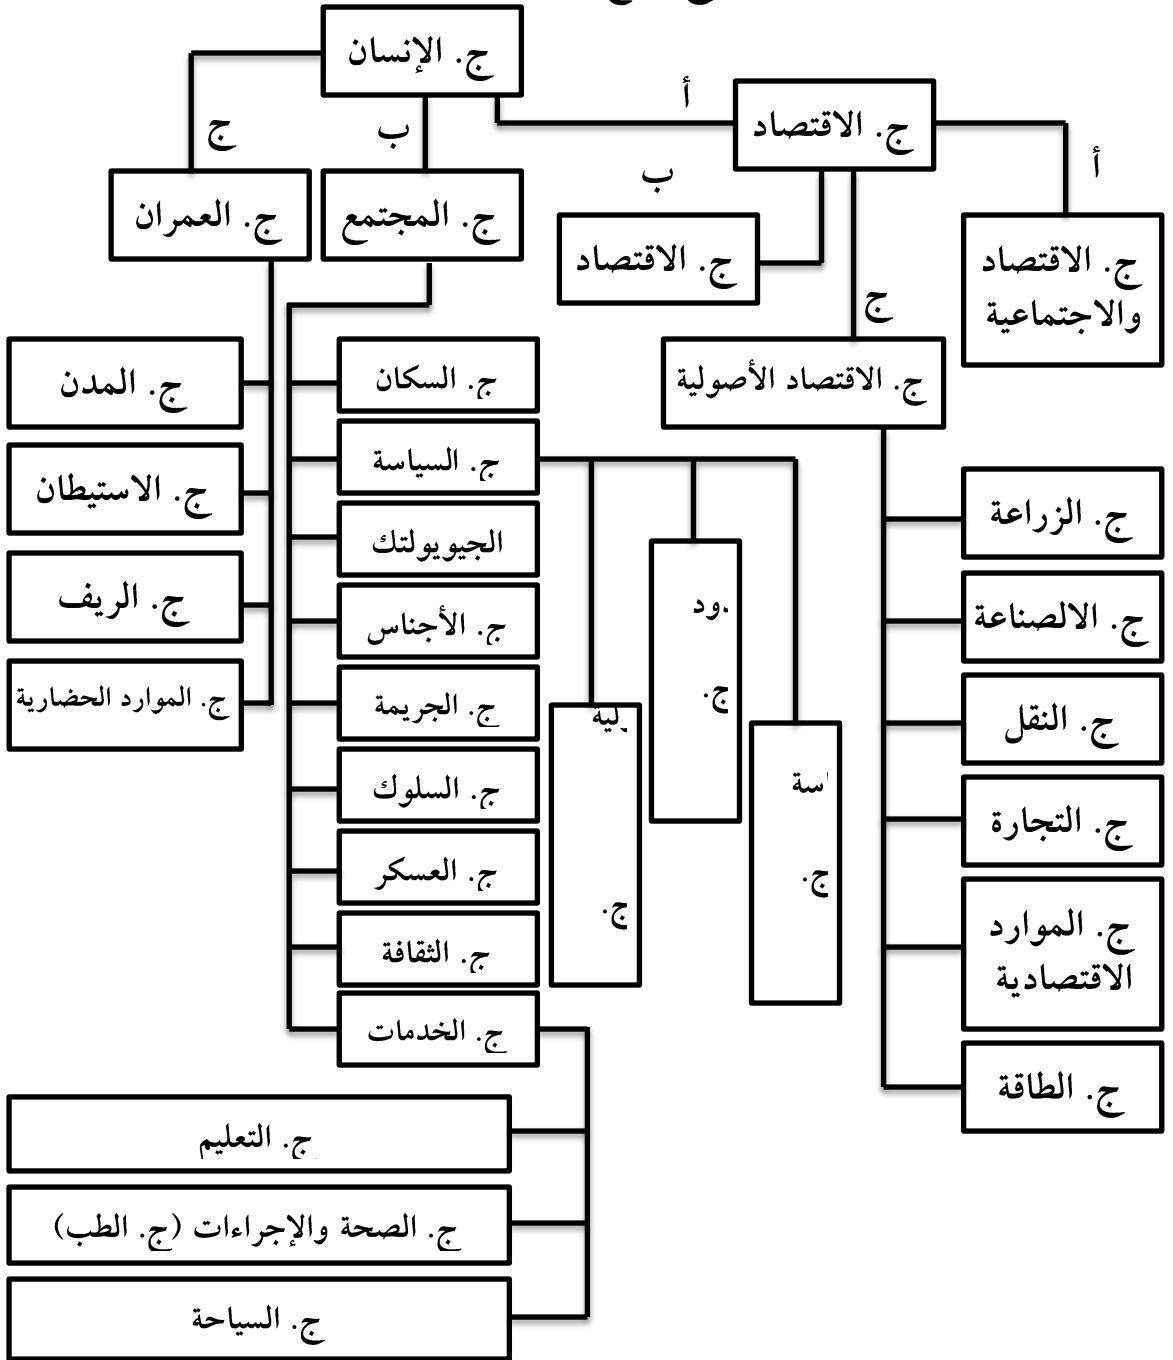 ج. الإنسان
أ
ج. الاقتصاد
أ
ج
ب
ب
ج. العمران
ج. المجتمع
ج. الاقتصاد
ج. الاقتصاد
والاجتماعية
ج
ج. الاقتصاد الأصولية
ج. المدن
ج. الاستيطان
ج. الريف
ج. الموارد الحضارية
ج. السكان
ج. السياسة
الجيويولتك
ج. الأجناس
ج. الجريمة
ج. السلوك
ج. العسكر
ج. الثقافة
ج. الخدمات
ج.
ج.
ج.
ج. الزراعة
ج. الالصناعة
ج. النقل
ج. التجارة
ج. الموارد
الاقتصادية
ج. الطاقة
ج. التعليم
ج. الصحة والإجراءات (ج. الطب)
ج. السياحة